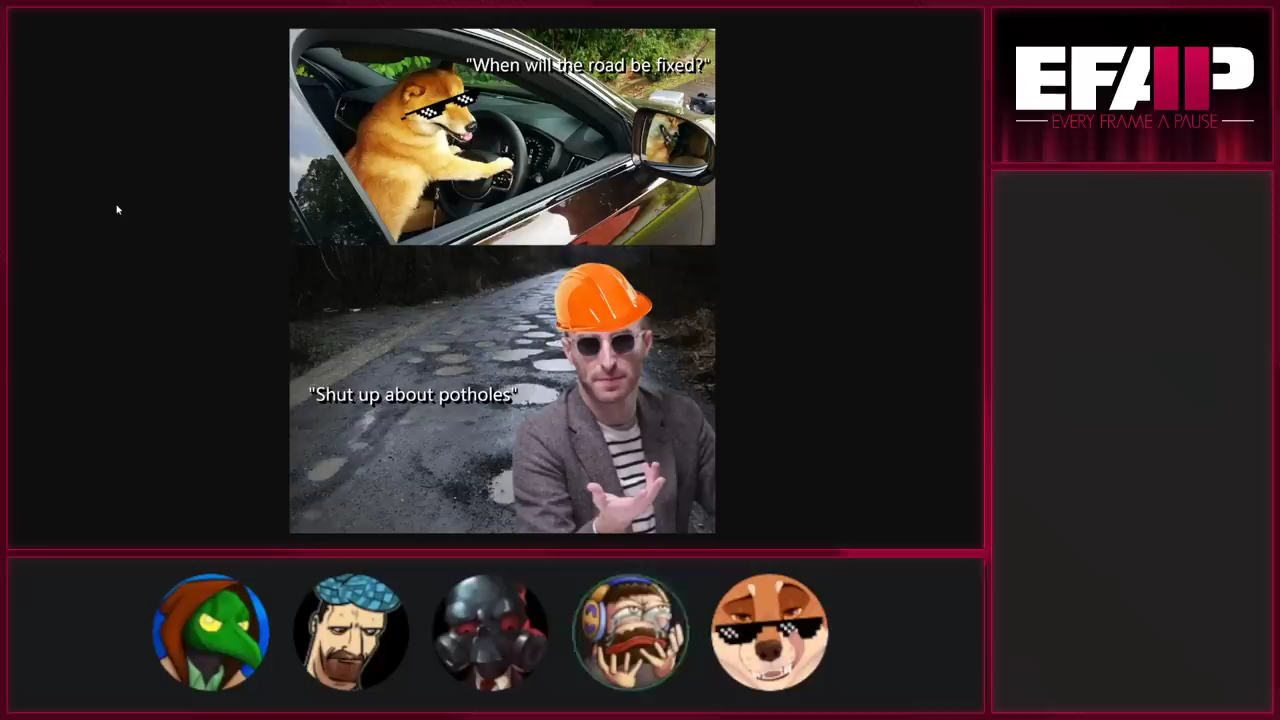 "When will the road be fixed?"
"Shut up about potholes"
EFAP
EVERY FRAME A PAUSE